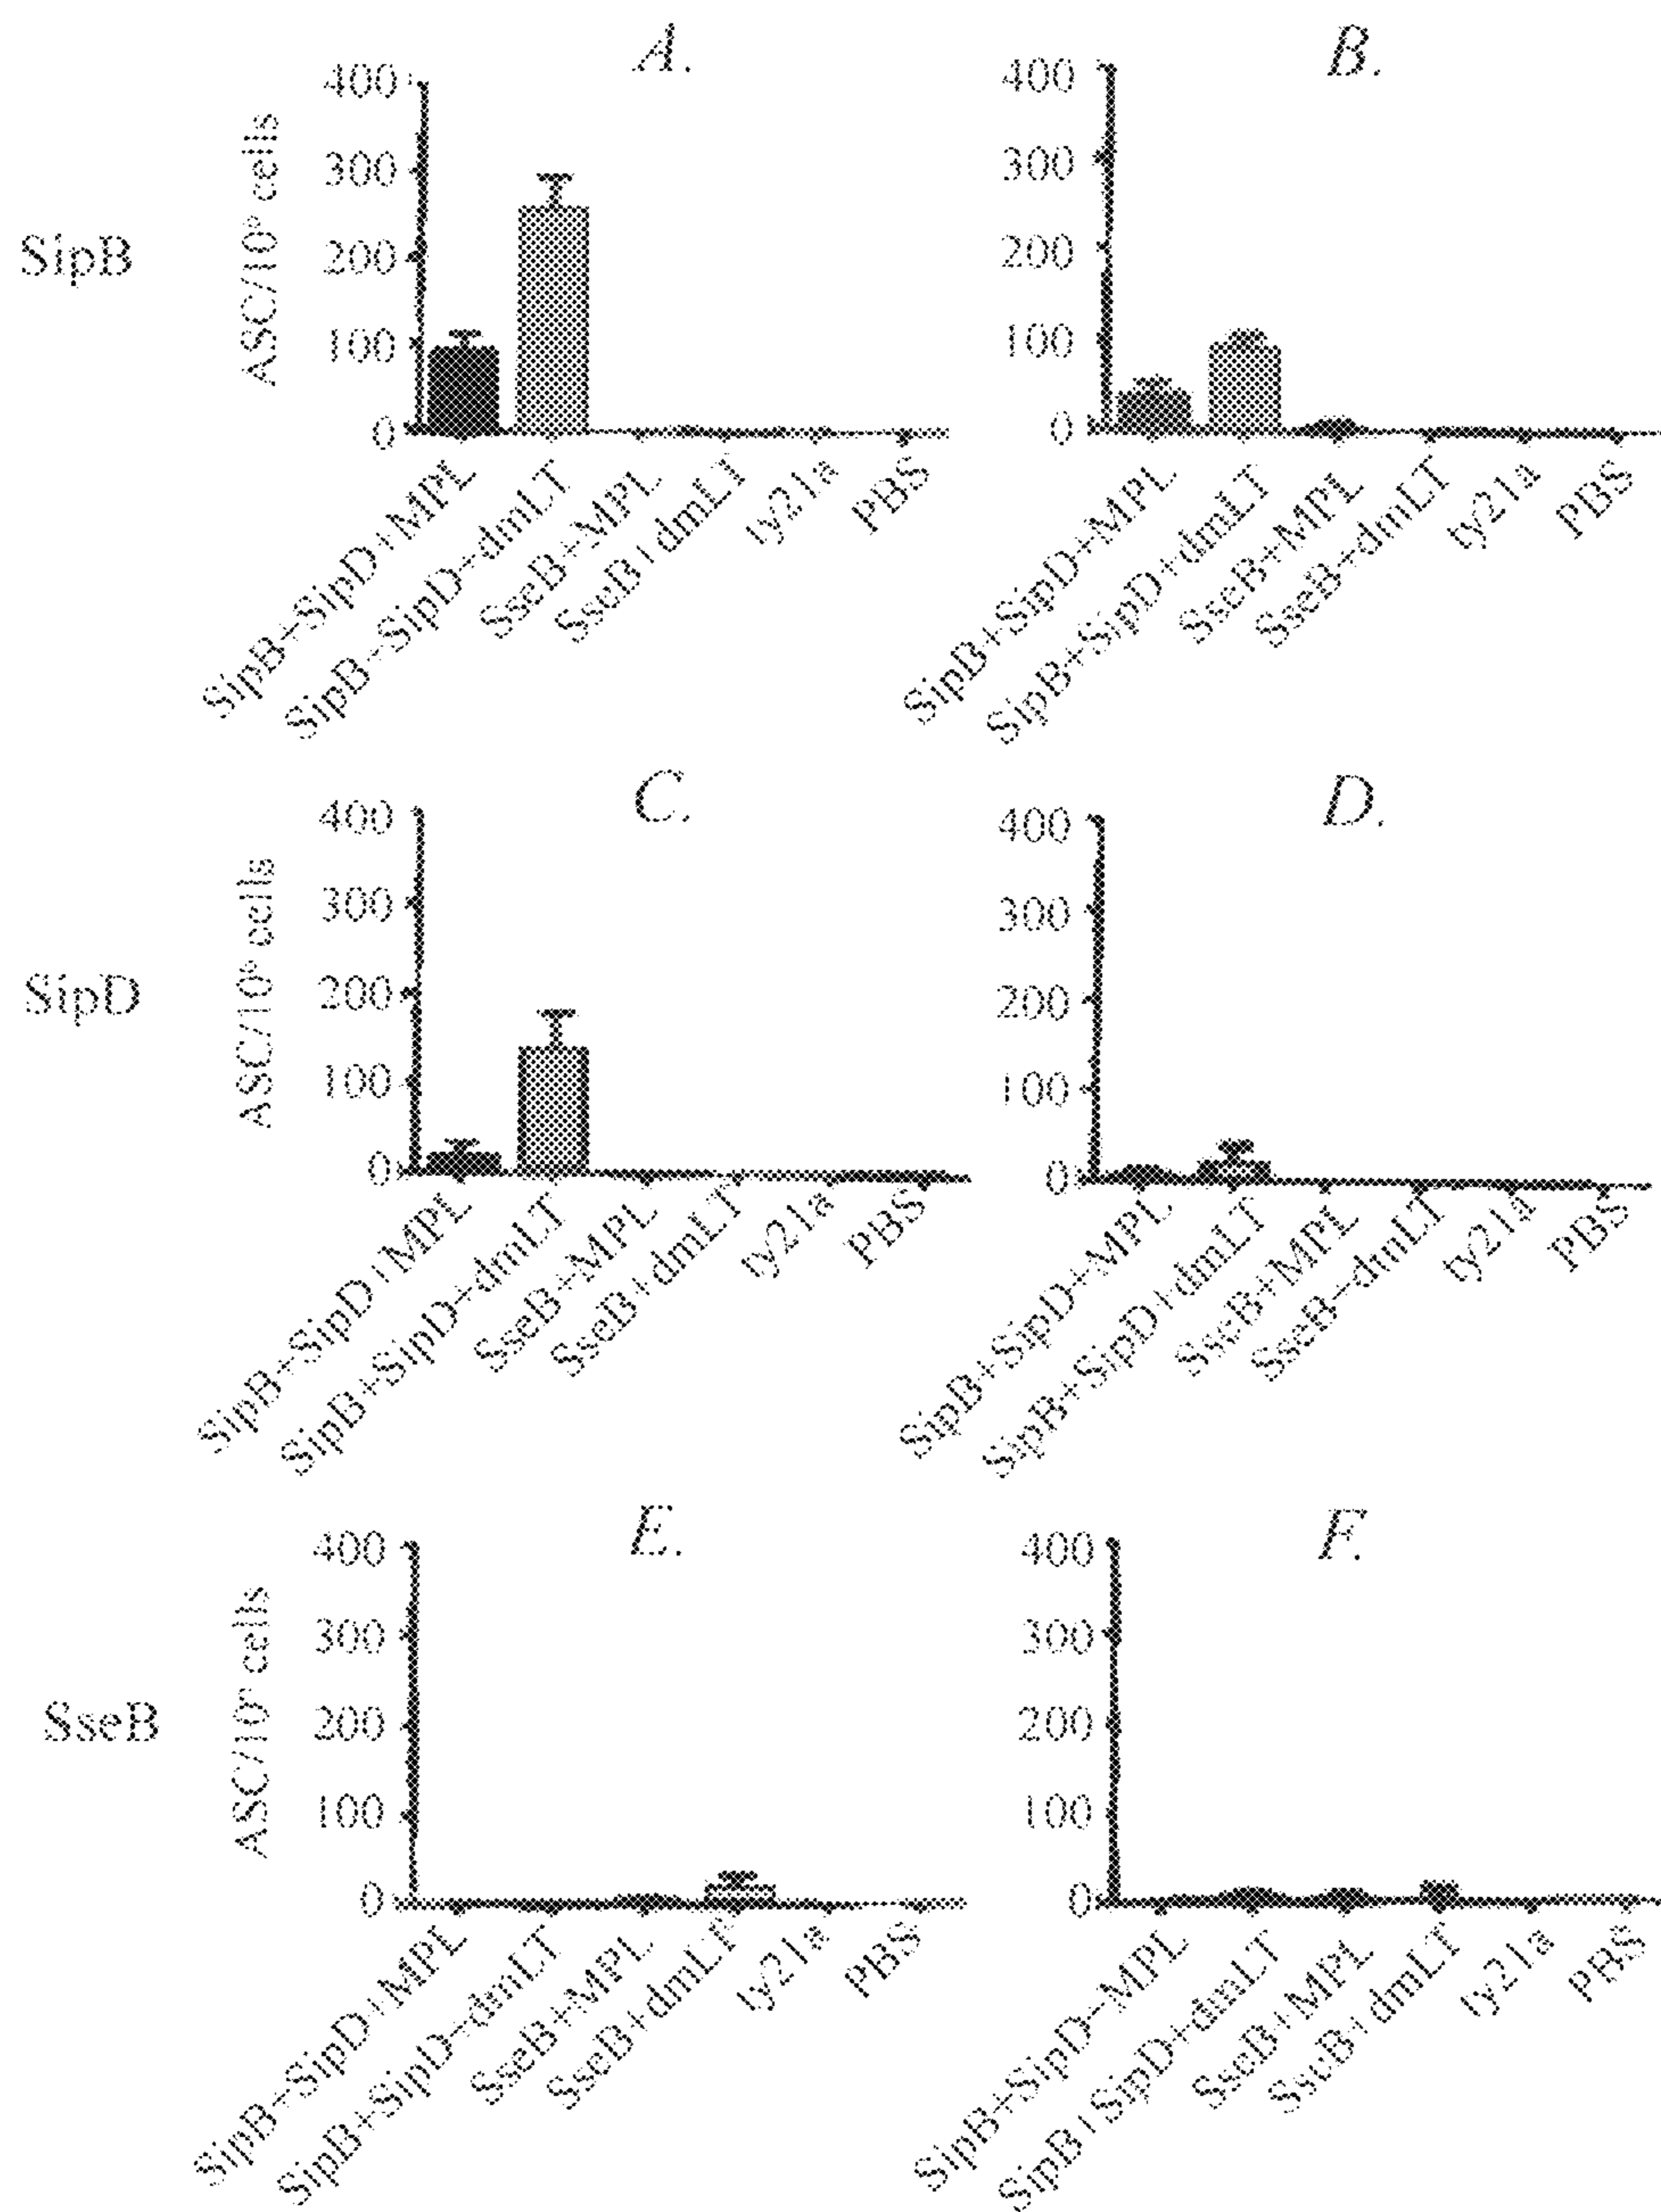 A.
400
300
200
100
0
ASC/10⁶ cells
SipB
SipB+SipD+MPL
SipB+SipD+dmLT
SseB+MPL
SseB+dmLT
ty21a
PBS
B.
400
300
200
100
0
SipB+SipD+MPL
SipB+SipD+dmLT
SseB+MPL
SseB+dmLT
ty21a
PBS
C.
400
300
200
100
0
ASC/10⁶ cells
SipD
SipB+SipD+MPL
SipB+SipD+dmLT
SseB+MPL
SseB+dmLT
ty21a
PBS
D.
400
300
200
100
0
SipB+SipD+MPL
SipB+SipD+dmLT
SseB+MPL
SseB+dmLT
ty21a
PBS
E.
400
300
200
100
0
ASC/10⁶ cells
SseB
SipB+SipD+MPL
SipB+SipD+dmLT
SseB+MPL
SseB+dmLT
ty21a
PBS
F.
400
300
200
100
0
SipB+SipD+MPL
SipB+SipD+dmLT
SseB+MPL
SseB+dmLT
ty21a
PBS